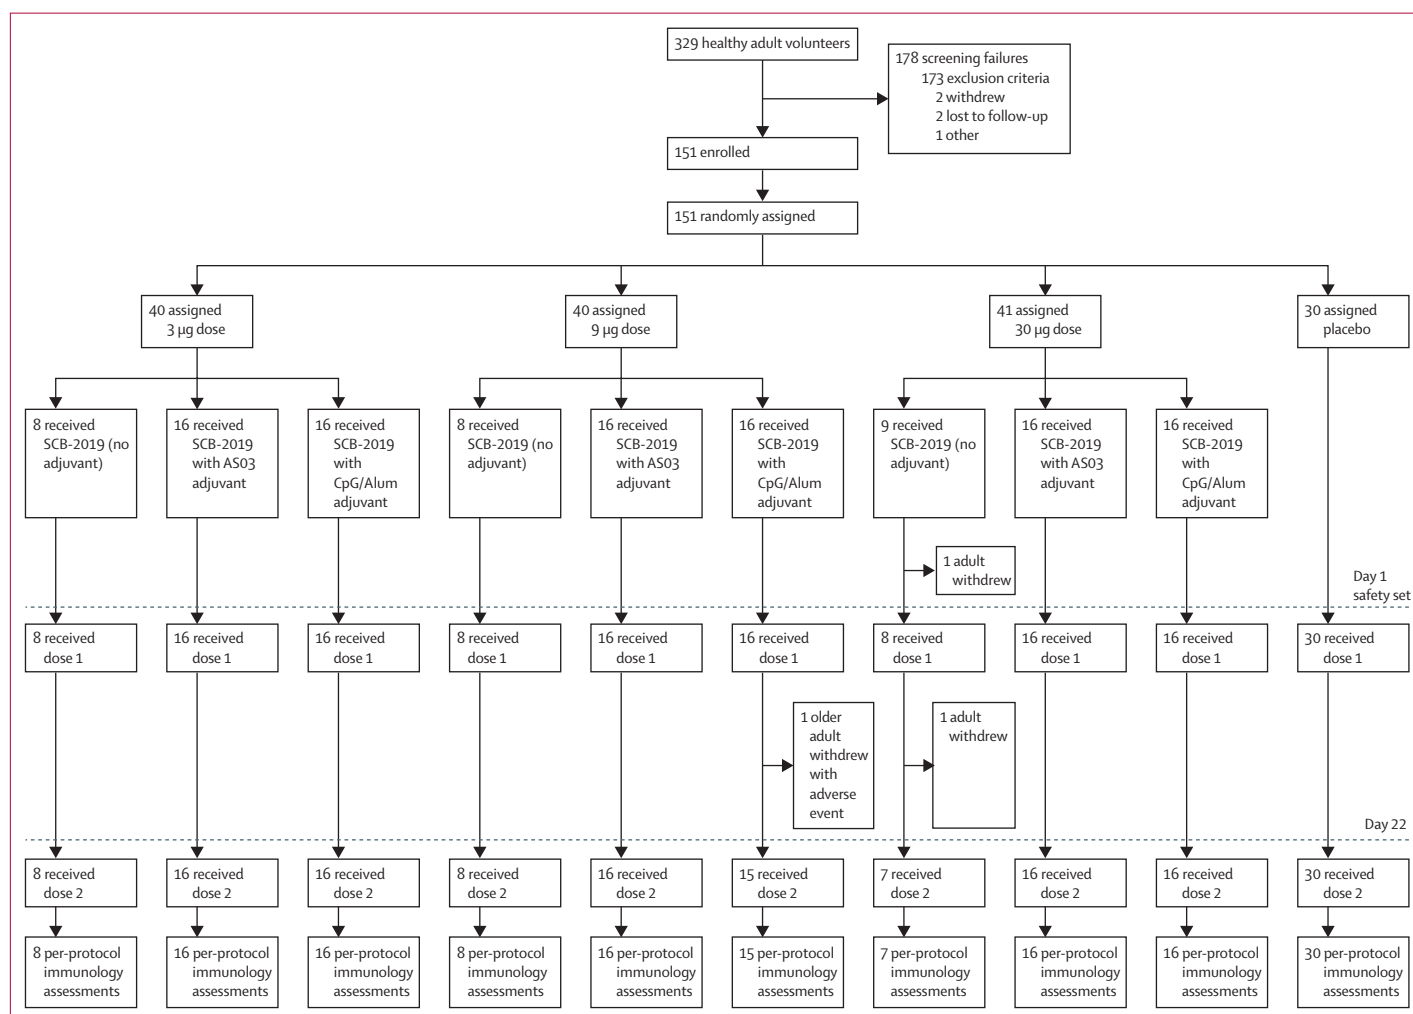 329 healthy adult volunteers
178 screening failures
173 exclusion criteria
2 withdrew
2 lost to follow-up
1 other
151 enrolled
151 randomly assigned
40 assigned
3 µg dose
40 assigned
9 µg dose
41 assigned
30 µg dose
30 assigned
placebo
8 received
SCB-2019 (no
adjuvant)
16 received
SCB-2019
with AS03
adjuvant
16 received
SCB-2019
with
CpG/Alum
adjuvant
8 received
SCB-2019 (no
adjuvant)
16 received
SCB-2019
with AS03
adjuvant
16 received
SCB-2019
with
CpG/Alum
adjuvant
9 received
SCB-2019 (no
adjuvant)
16 received
SCB-2019
with AS03
adjuvant
16 received
SCB-2019
with
CpG/Alum
adjuvant
1 adult
withdrew
Day 1
safety set
8 received
dose 1
16 received
dose 1
16 received
dose 1
8 received
dose 1
16 received
dose 1
16 received
dose 1
8 received
dose 1
16 received
dose 1
16 received
dose 1
30 received
dose 1
1 older
adult
withdrew
with
adverse
event
1 adult
withdrew
Day 22
8 received
dose 2
16 received
dose 2
16 received
dose 2
8 received
dose 2
16 received
dose 2
15 received
dose 2
7 received
dose 2
16 received
dose 2
16 received
dose 2
30 received
dose 2
8 per-protocol
immunology
assessments
16 per-protocol
immunology
assessments
16 per-protocol
immunology
assessments
8 per-protocol
immunology
assessments
16 per-protocol
immunology
assessments
15 per-protocol
immunology
assessments
7 per-protocol
immunology
assessments
16 per-protocol
immunology
assessments
16 per-protocol
immunology
assessments
30 per-protocol
immunology
assessments